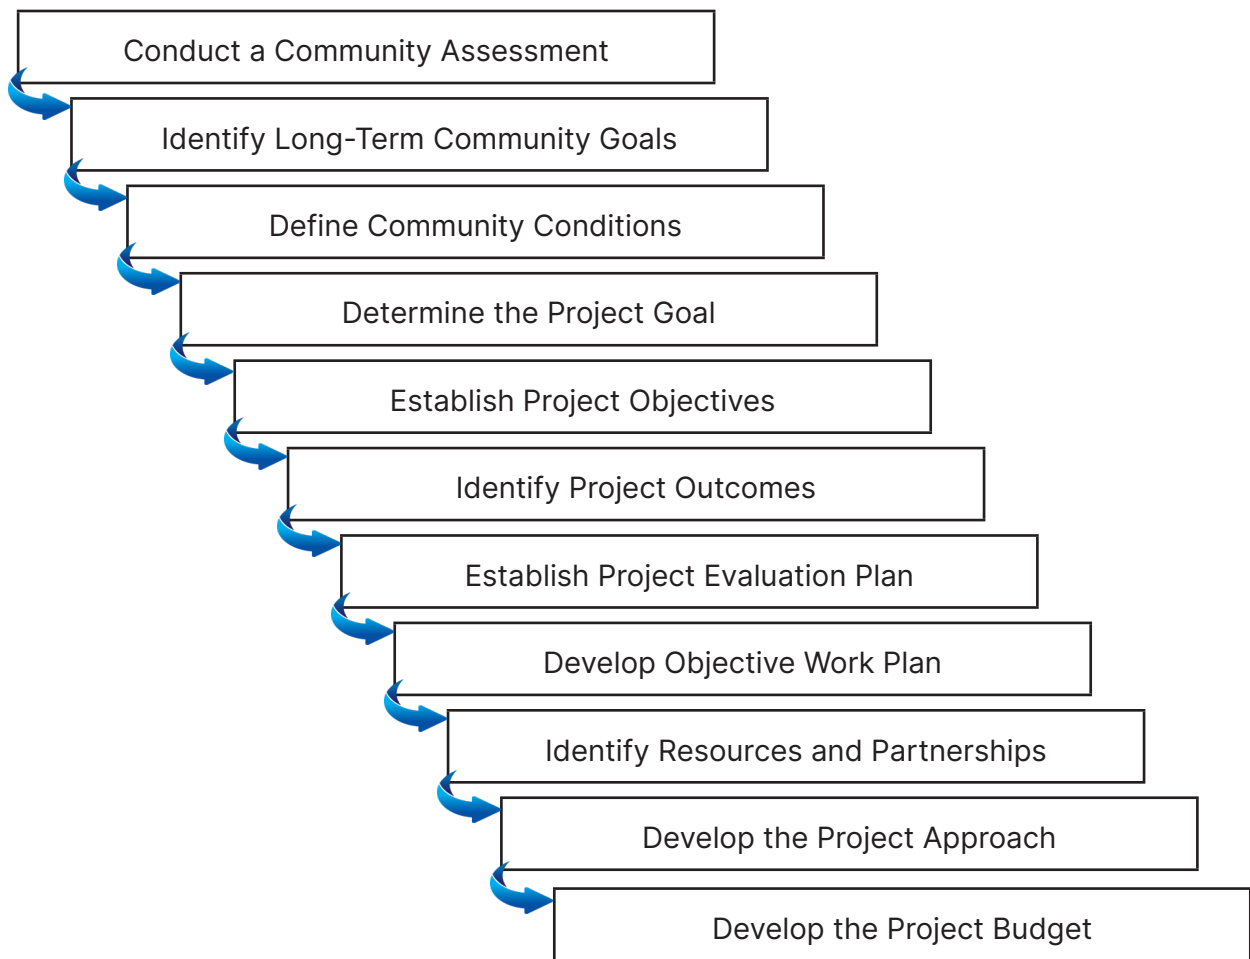 Conduct a Community Assessment
Identify Long-Term Community Goals
Define Community Conditions
Determine the Project Goal
Establish Project Objectives
Identify Project Outcomes
Establish Project Evaluation Plan
Develop Objective Work Plan
Identify Resources and Partnerships
Develop the Project Approach
Develop the Project Budget